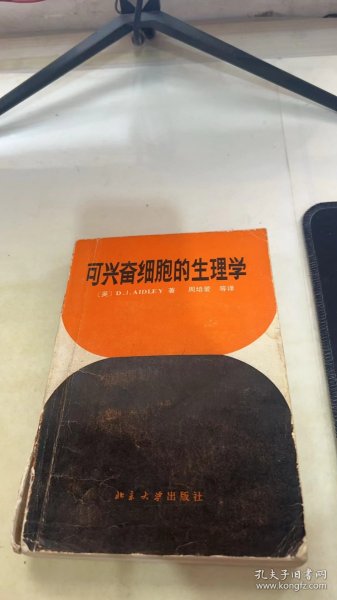 可兴奋细胞的生理学
〔英〕D.J.AIDLEY 著 周培爱 等译
北京大学出版社
孔夫子旧书网
www.kongfz.com